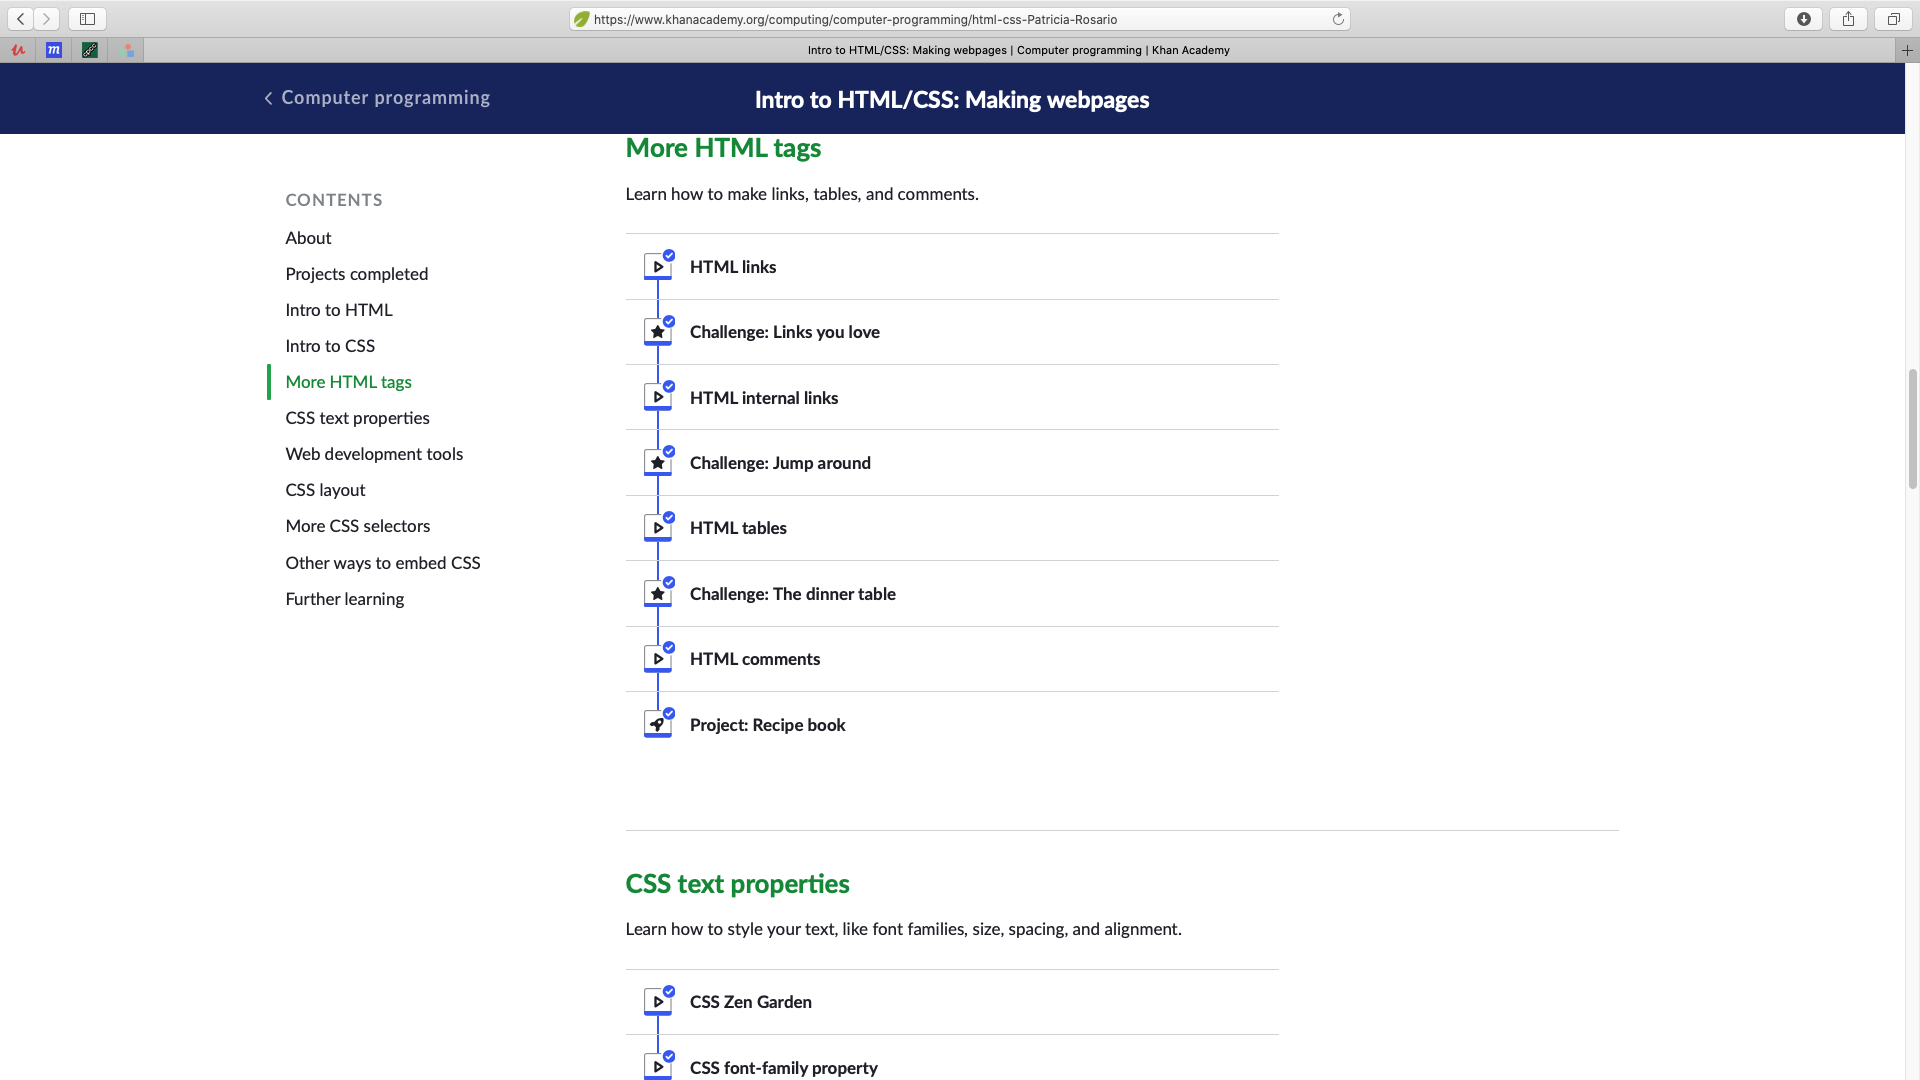 https://www.khanacademy.org/computing/computer-programming/html-css-Patricia-Rosario
m
Intro to HTML/CSS: Making webpages | Computer programming | Khan Academy
Computer programming
Intro to HTML/CSS: Making webpages
CONTENTS
About
Projects completed
Intro to HTML
Intro to CSS
More HTML tags
CSS text properties
Web development tools
CSS layout
More CSS selectors
Other ways to embed CSS
Further learning
More HTML tags
Learn how to make links, tables, and comments.
HTML links
Challenge: Links you love
HTML internal links
Challenge: Jump around
HTML tables
Challenge: The dinner table
HTML comments
Project: Recipe book
CSS text properties
Learn how to style your text, like font families, size, spacing, and alignment.
CSS Zen Garden
CSS font-family property